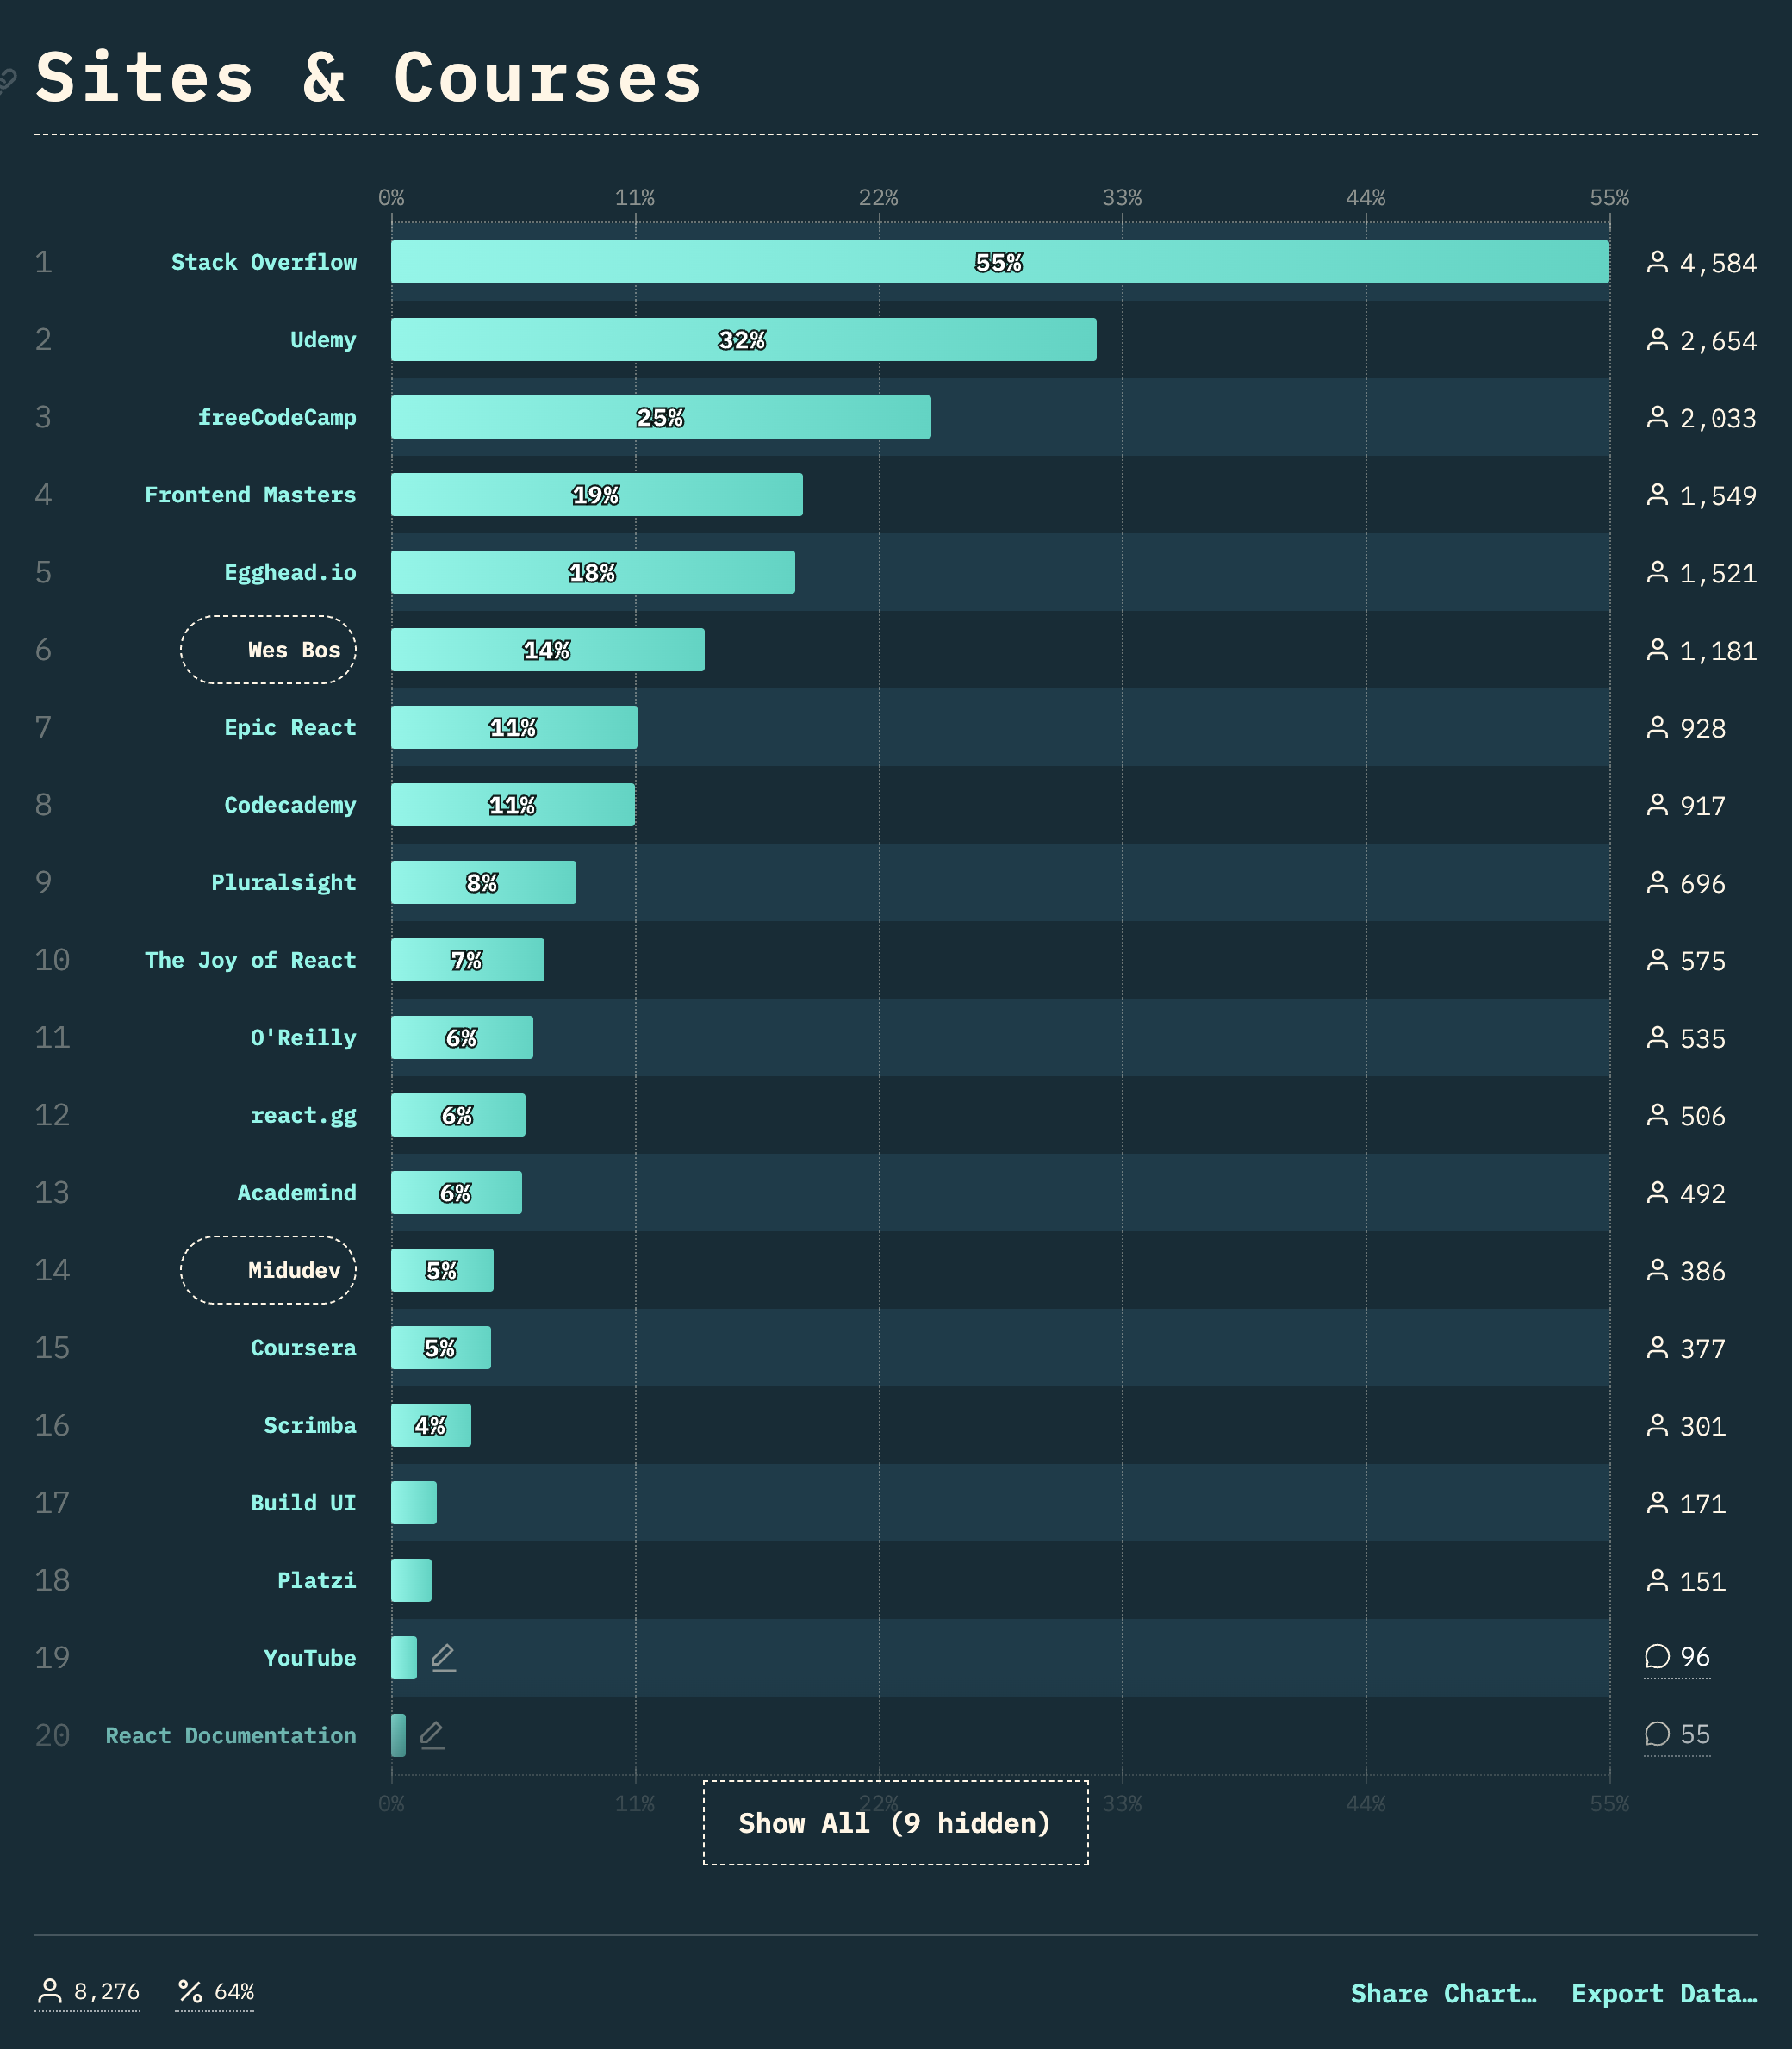 Sites & Courses
0% 11% 22% 33% 44% 55%
1 Stack Overflow 55% 4,584
2 Udemy 32% 2,654
3 freeCodeCamp 25% 2,033
4 Frontend Masters 19% 1,549
5 Egghead.io 18% 1,521
6 Wes Bos 14% 1,181
7 Epic React 11% 928
8 Codecademy 11% 917
9 Pluralsight 8% 696
10 The Joy of React 7% 575
11 O'Reilly 6% 535
12 react.gg 6% 506
13 Academind 6% 492
14 Midudev 5% 386
15 Coursera 5% 377
16 Scrimba 4% 301
17 Build UI 171
18 Platzi 151
19 YouTube 96
20 React Documentation 55
0% 11% 22% 33% 44% 55%
Show All (9 hidden)
8,276 % 64% Share Chart… Export Data…